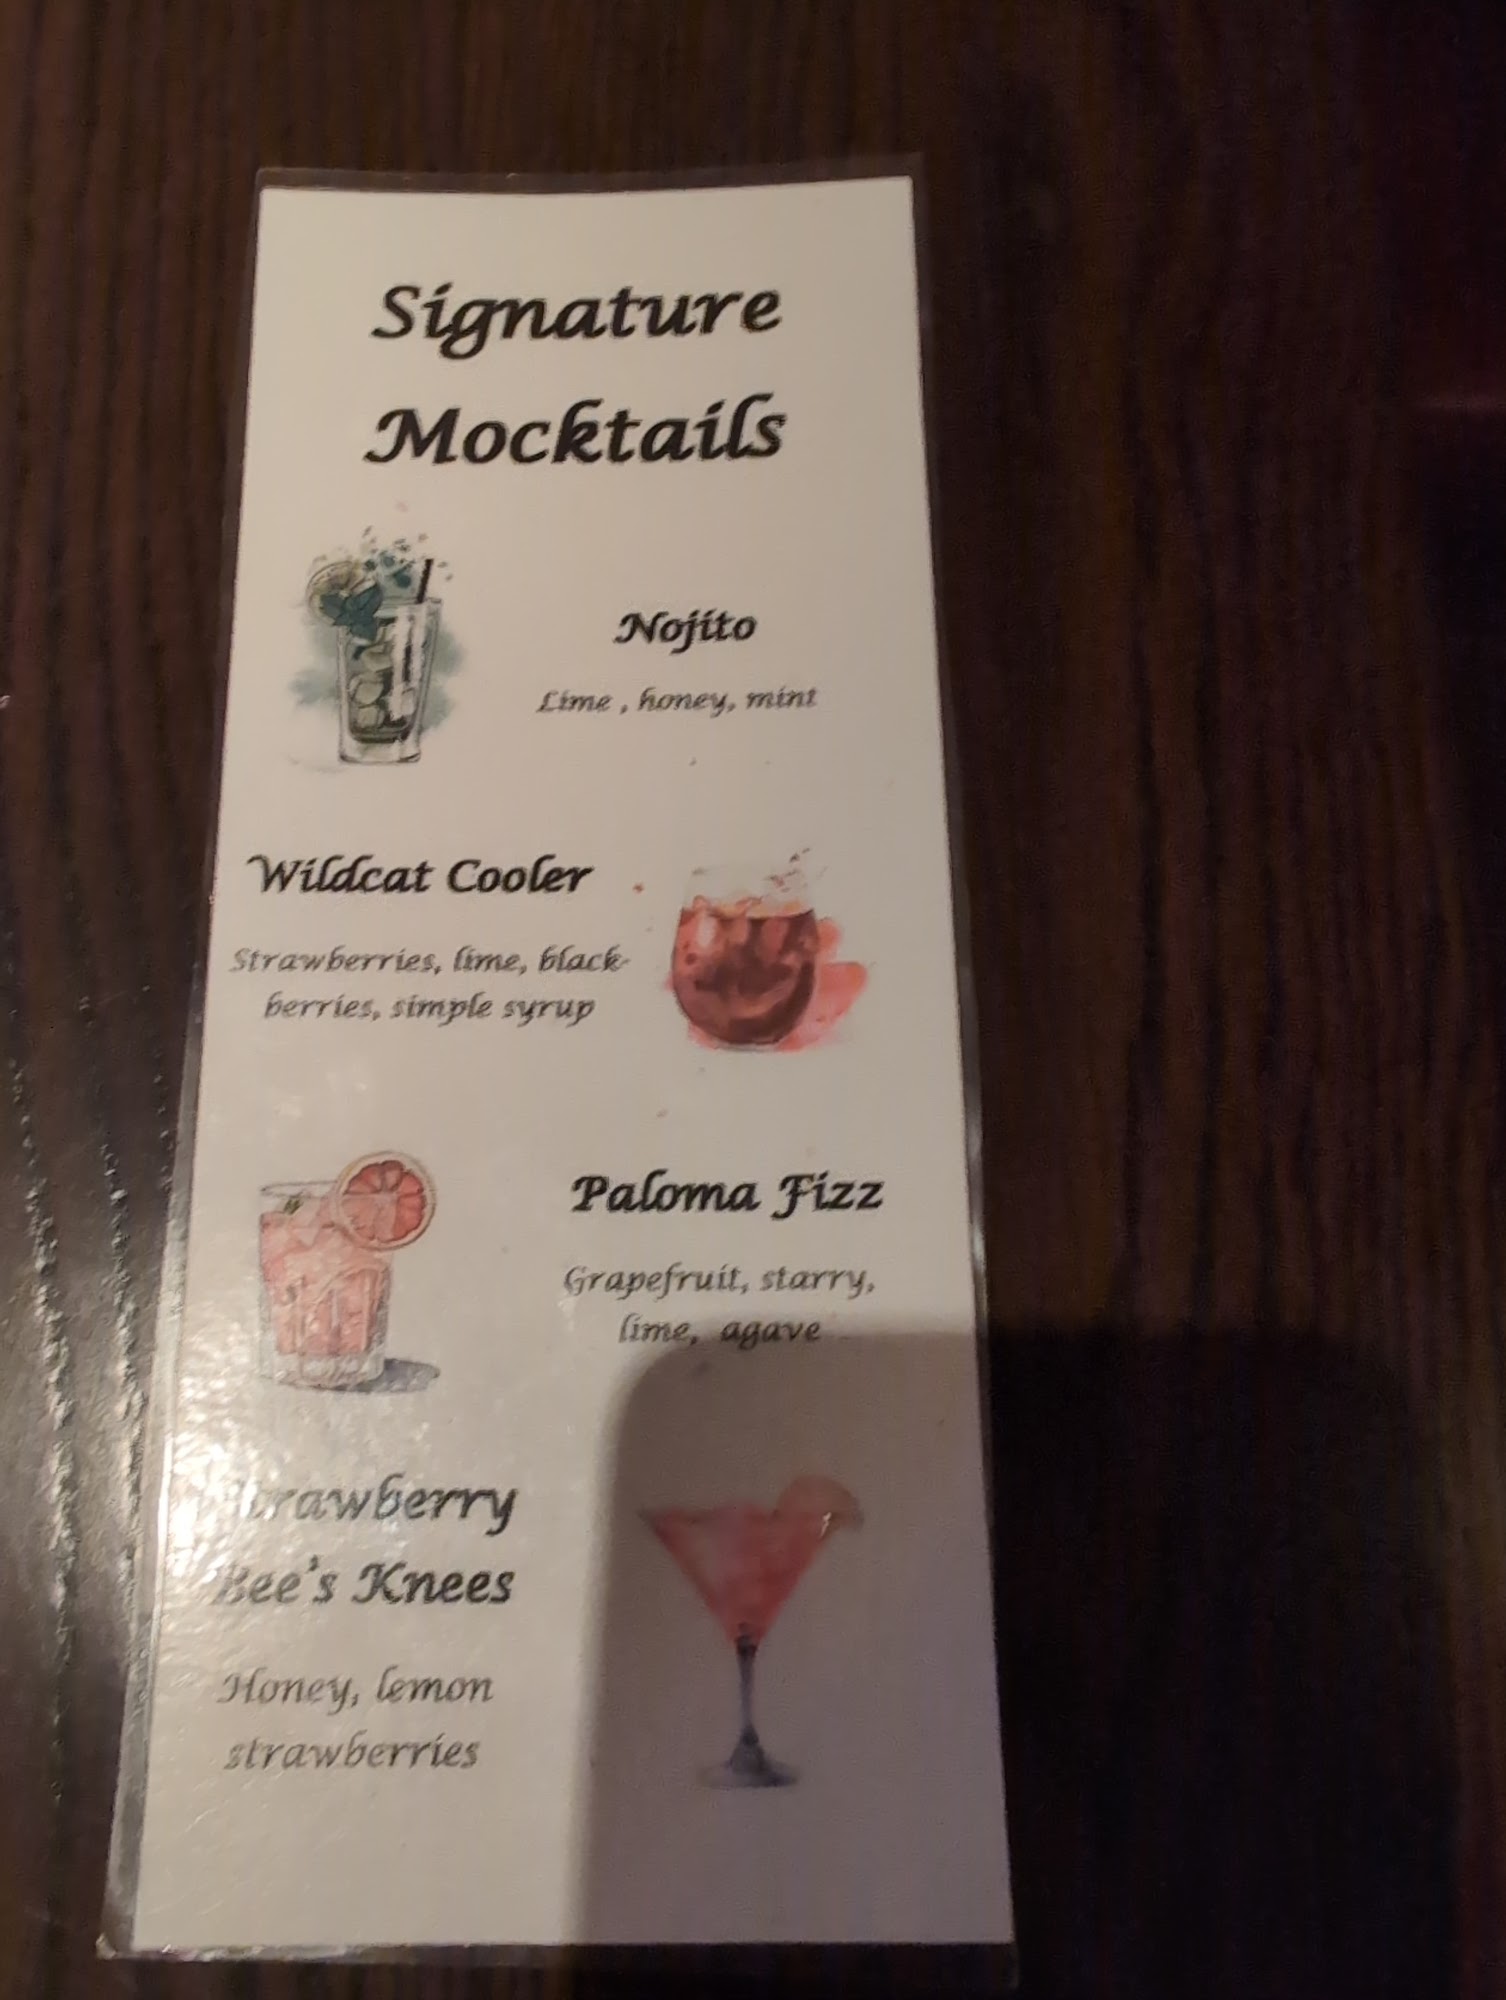 Signature
Mocktails
Nojito
Lime , honey, mint
Wildcat Cooler
Strawberries, lime, black-
berries, simple syrup
Paloma Fizz
Grapefruit, starry,
lime, agave
Strawberry
Bee's Knees
Honey, lemon
strawberries